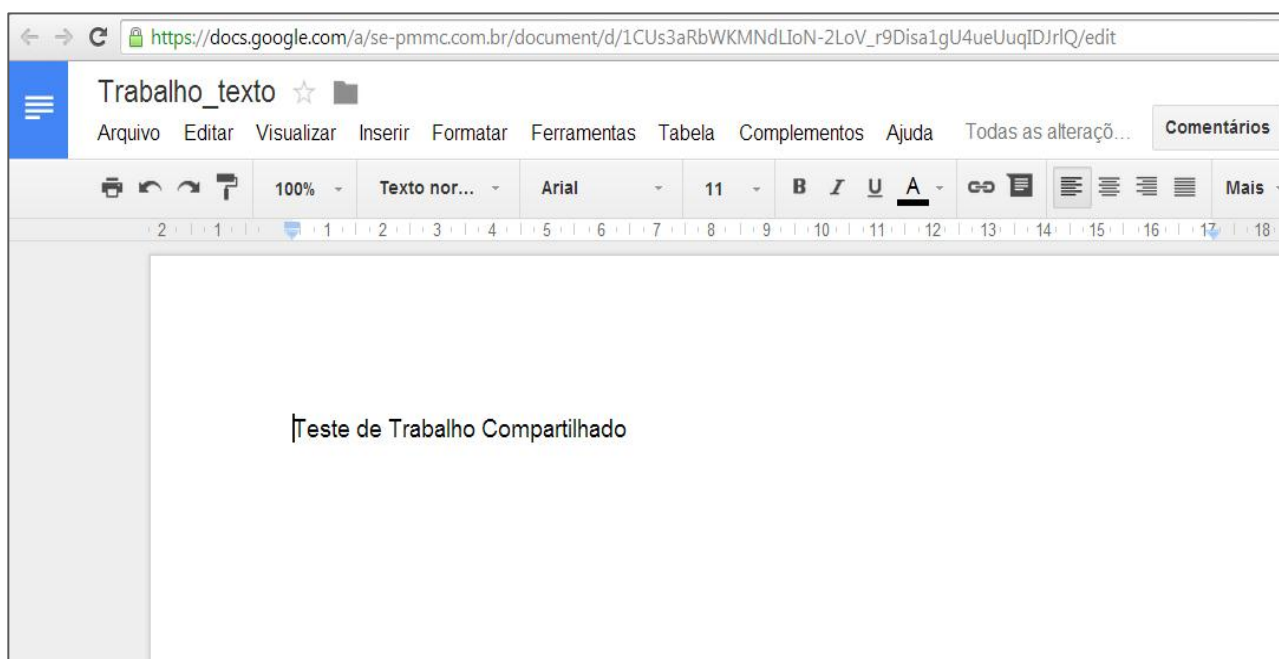 https://docs.google.com/a/se-pmmc.com.br/document/d/1CUs3aRbWKMNdLIoN-2LoV_r9Disa1gU4ueUuqIDJrlQ/edit
Trabalho_texto
Arquivo Editar Visualizar Inserir Formatar Ferramentas Tabela Complementos Ajuda Todas as alteraçõ... Comentários
100% Texto nor... Arial 11 B I U A Mais
2 1 1 2 3 4 5 6 7 8 9 10 11 12 13 14 15 16 17 18
Teste de Trabalho Compartilhado